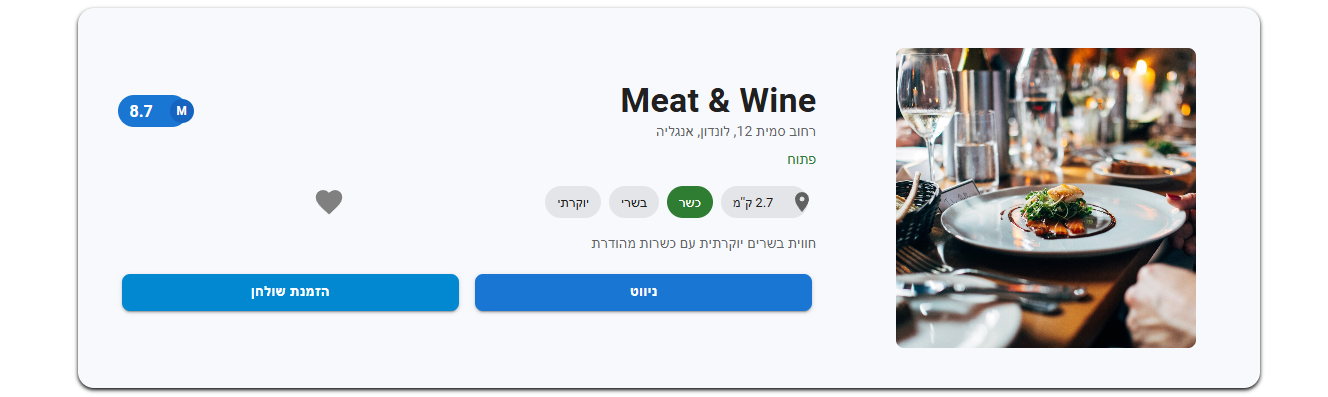 Meat & Wine
M 8.7
רחוב סמית 12, לונדון, אנגליה
פתוח
2.7 ק"מ
כשר
בשרי
יוקרתי
חווית בשרים יוקרתית עם כשרות מהודרת
ניווט
הזמנת שולחן